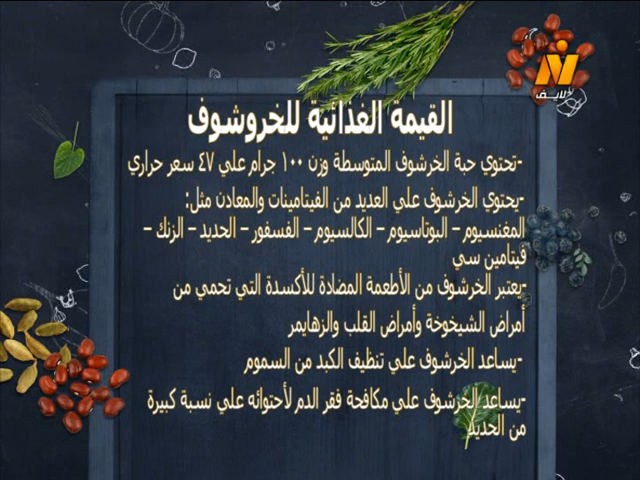 القيمة الغذائية للخروشوف
-تحتوي حبة الخرشوف المتوسطة وزن ١٠٠ جرام علي ٤٧ سعر حراري
-يحتوي الخرشوف علي العديد من الفيتامينات والمعادن مثل:
المغنسيوم – البوتاسيوم – الكالسيوم – الفسفور – الحديد – الزنك –
فيتامين سي
-يعتبر الخرشوف من الأطعمة المضادة للأكسدة التي تحمي من
أمراض الشيخوخة وأمراض القلب والزهايمر
-يساعد الخرشوف علي تنظيف الكبد من السموم
-يساعد الخرشوف علي مكافحة فقر الدم لأحتوائه علي نسبة كبيرة
من الحديد
لايف